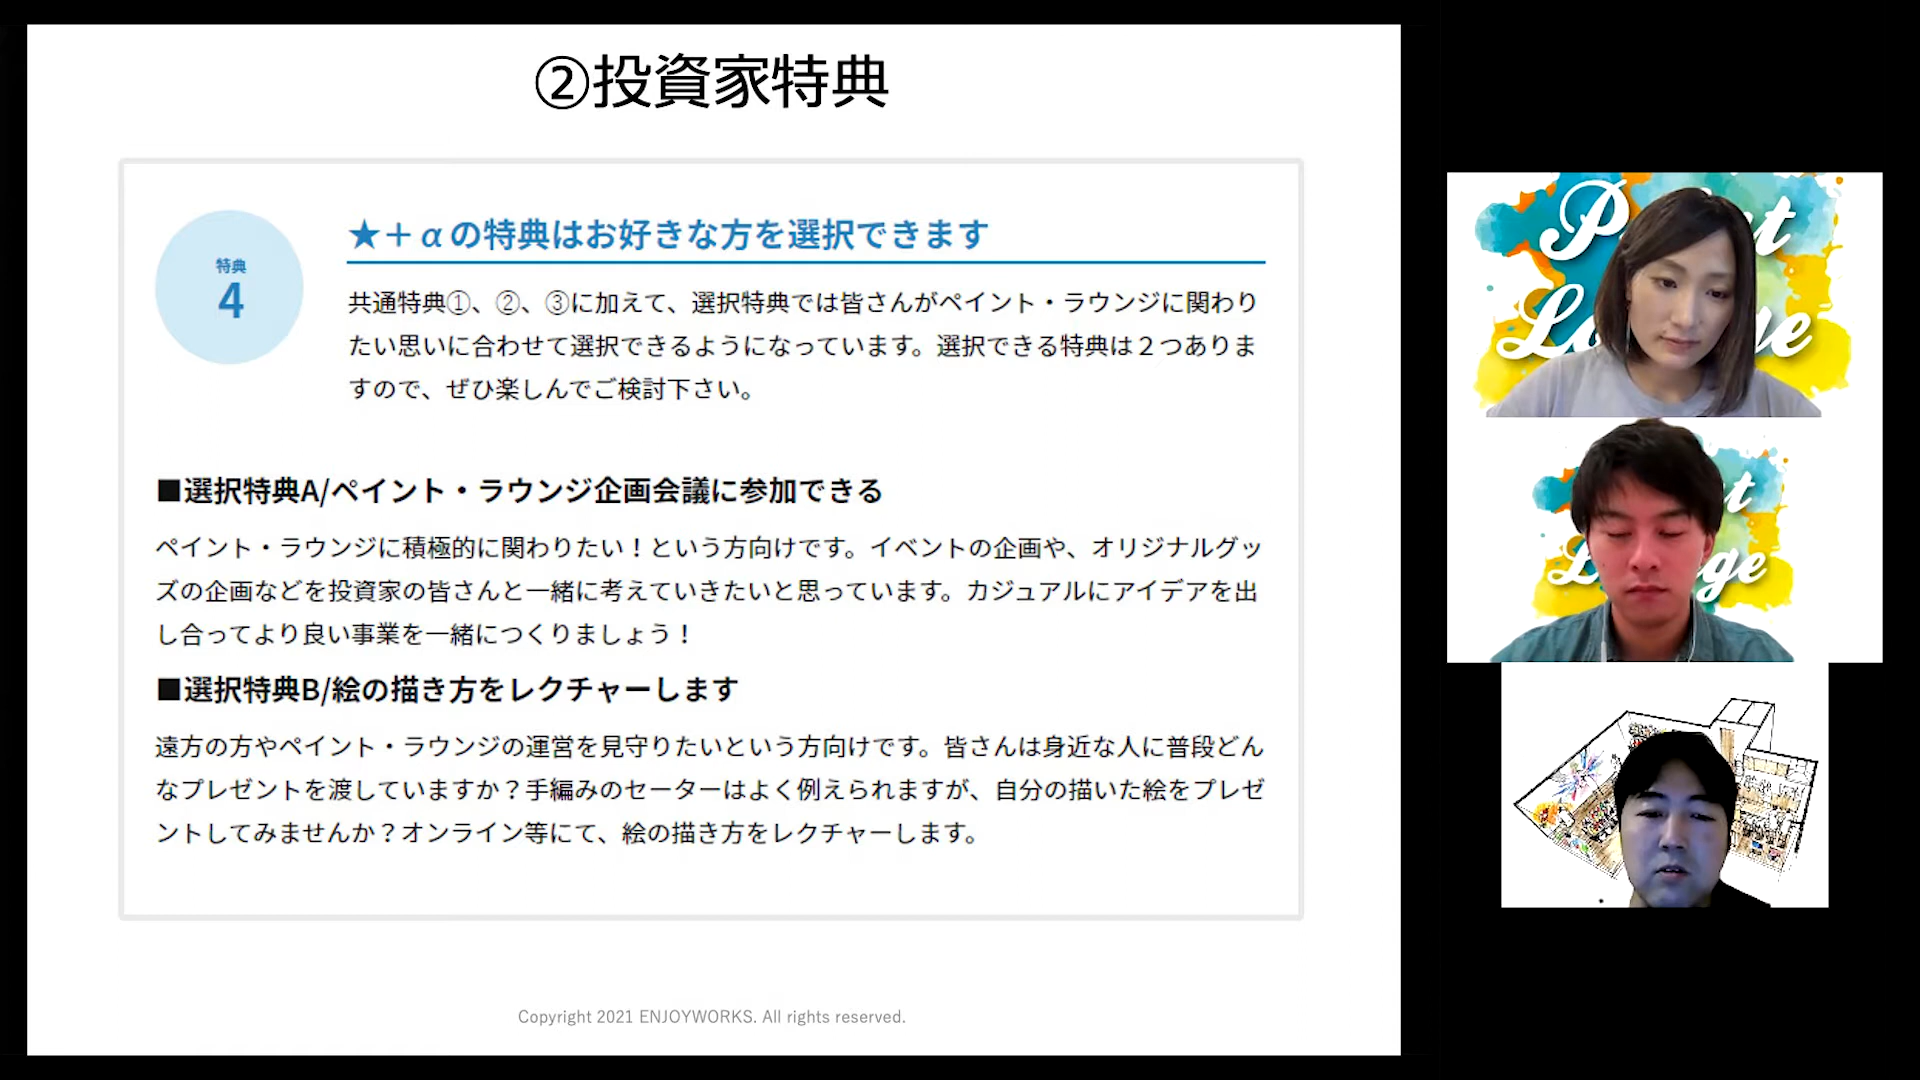 ②投資家特典
特典
4
★＋αの特典はお好きな方を選択できます
共通特典①、②、③に加えて、選択特典では皆さんがペイント・ラウンジに関わり
たい思いに合わせて選択できるようになっています。選択できる特典は２つありま
すので、ぜひ楽しんでご検討下さい。
■選択特典A/ペイント・ラウンジ企画会議に参加できる
ペイント・ラウンジに積極的に関わりたい！という方向けです。イベントの企画や、オリジナルグッ
ズの企画などを投資家の皆さんと一緒に考えていきたいと思っています。カジュアルにアイデアを出
し合ってより良い事業を一緒につくりましょう！
■選択特典B/絵の描き方をレクチャーします
遠方の方やペイント・ラウンジの運営を見守りたいという方向けです。皆さんは身近な人に普段どん
なプレゼントを渡していますか？手編みのセーターはよく例えられますが、自分の描いた絵をプレゼ
ントしてみませんか？オンライン等にて、絵の描き方をレクチャーします。
Copyright 2021 ENJOYWORKS. All rights reserved.